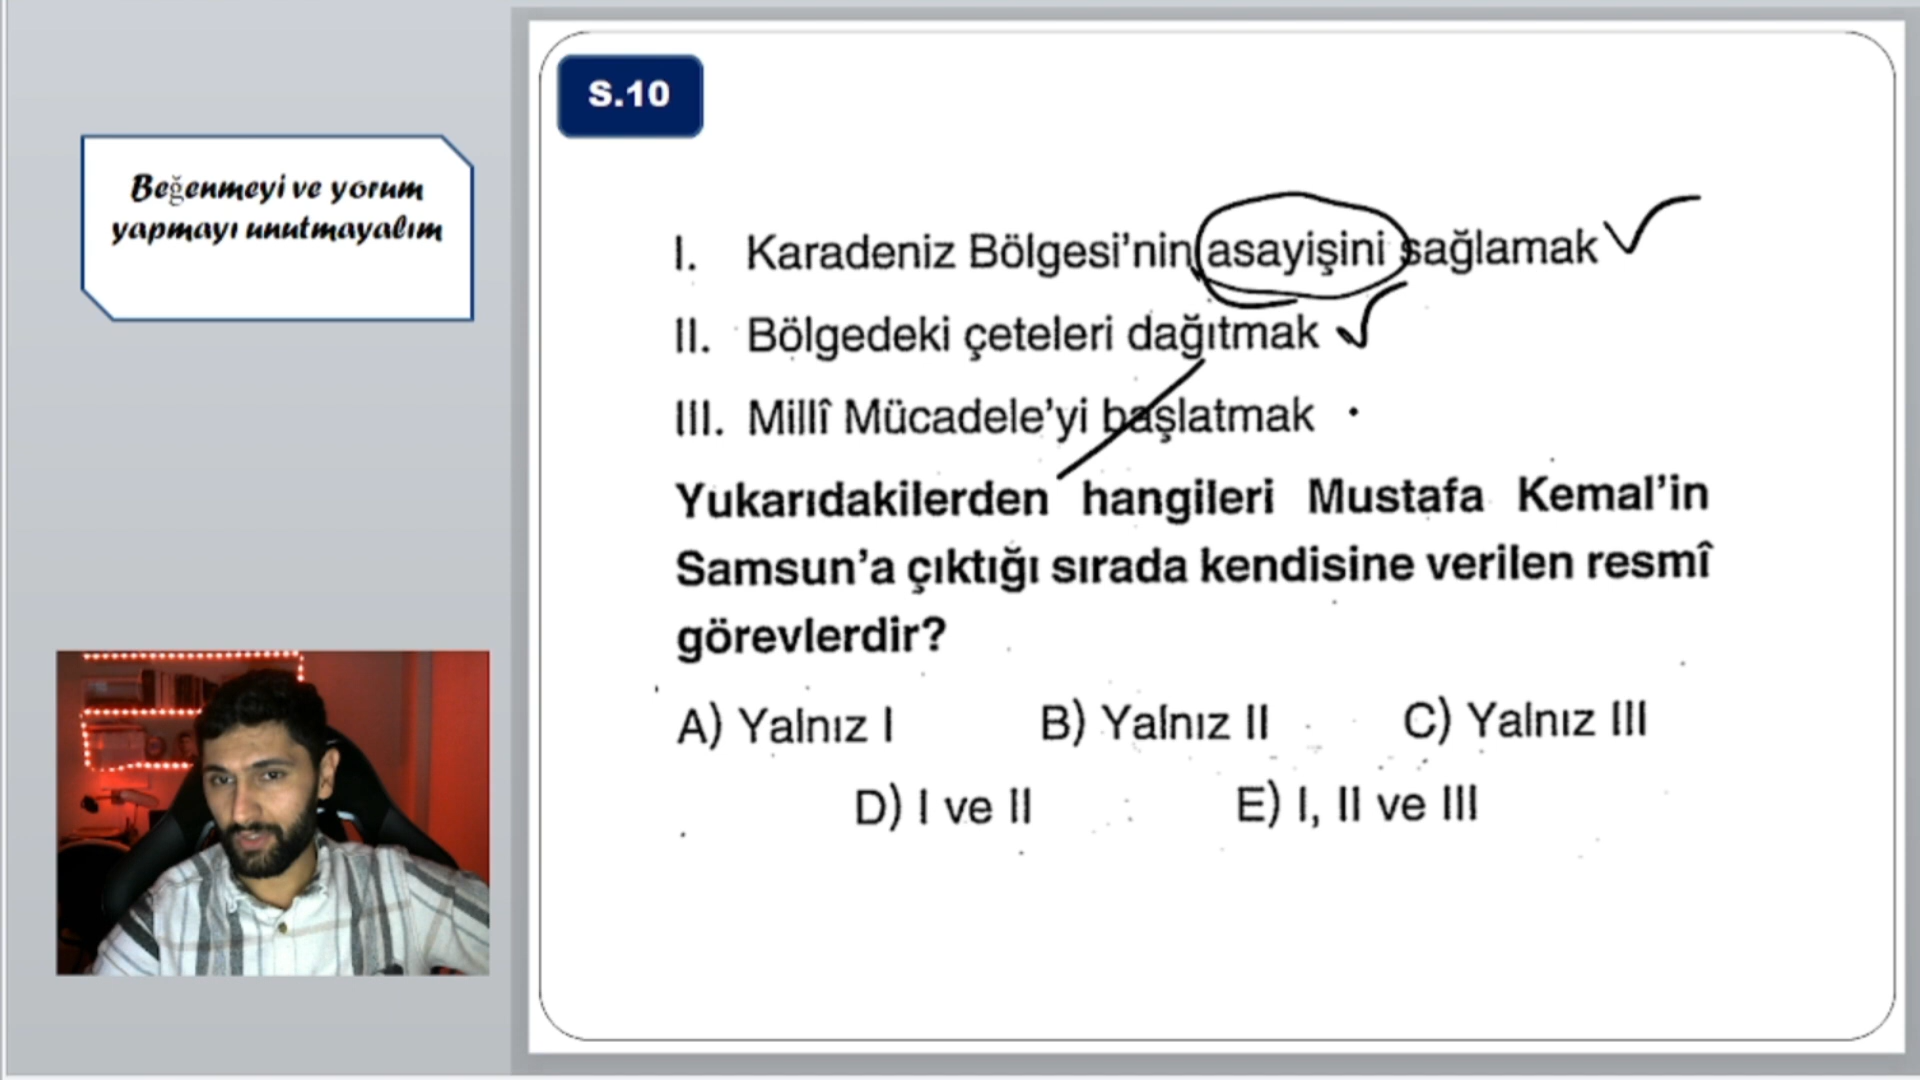 S.10
Beğenmeyi ve yorum
yapmayı unutmayalım
I. Karadeniz Bölgesi'nin asayişini sağlamak
II. Bölgedeki çeteleri dağıtmak
III. Millî Mücadele'yi başlatmak
Yukarıdakilerden hangileri Mustafa Kemal'in
Samsun'a çıktığı sırada kendisine verilen resmî
görevlerdir?
A) Yalnız I B) Yalnız II C) Yalnız III
D) I ve II E) I, II ve III